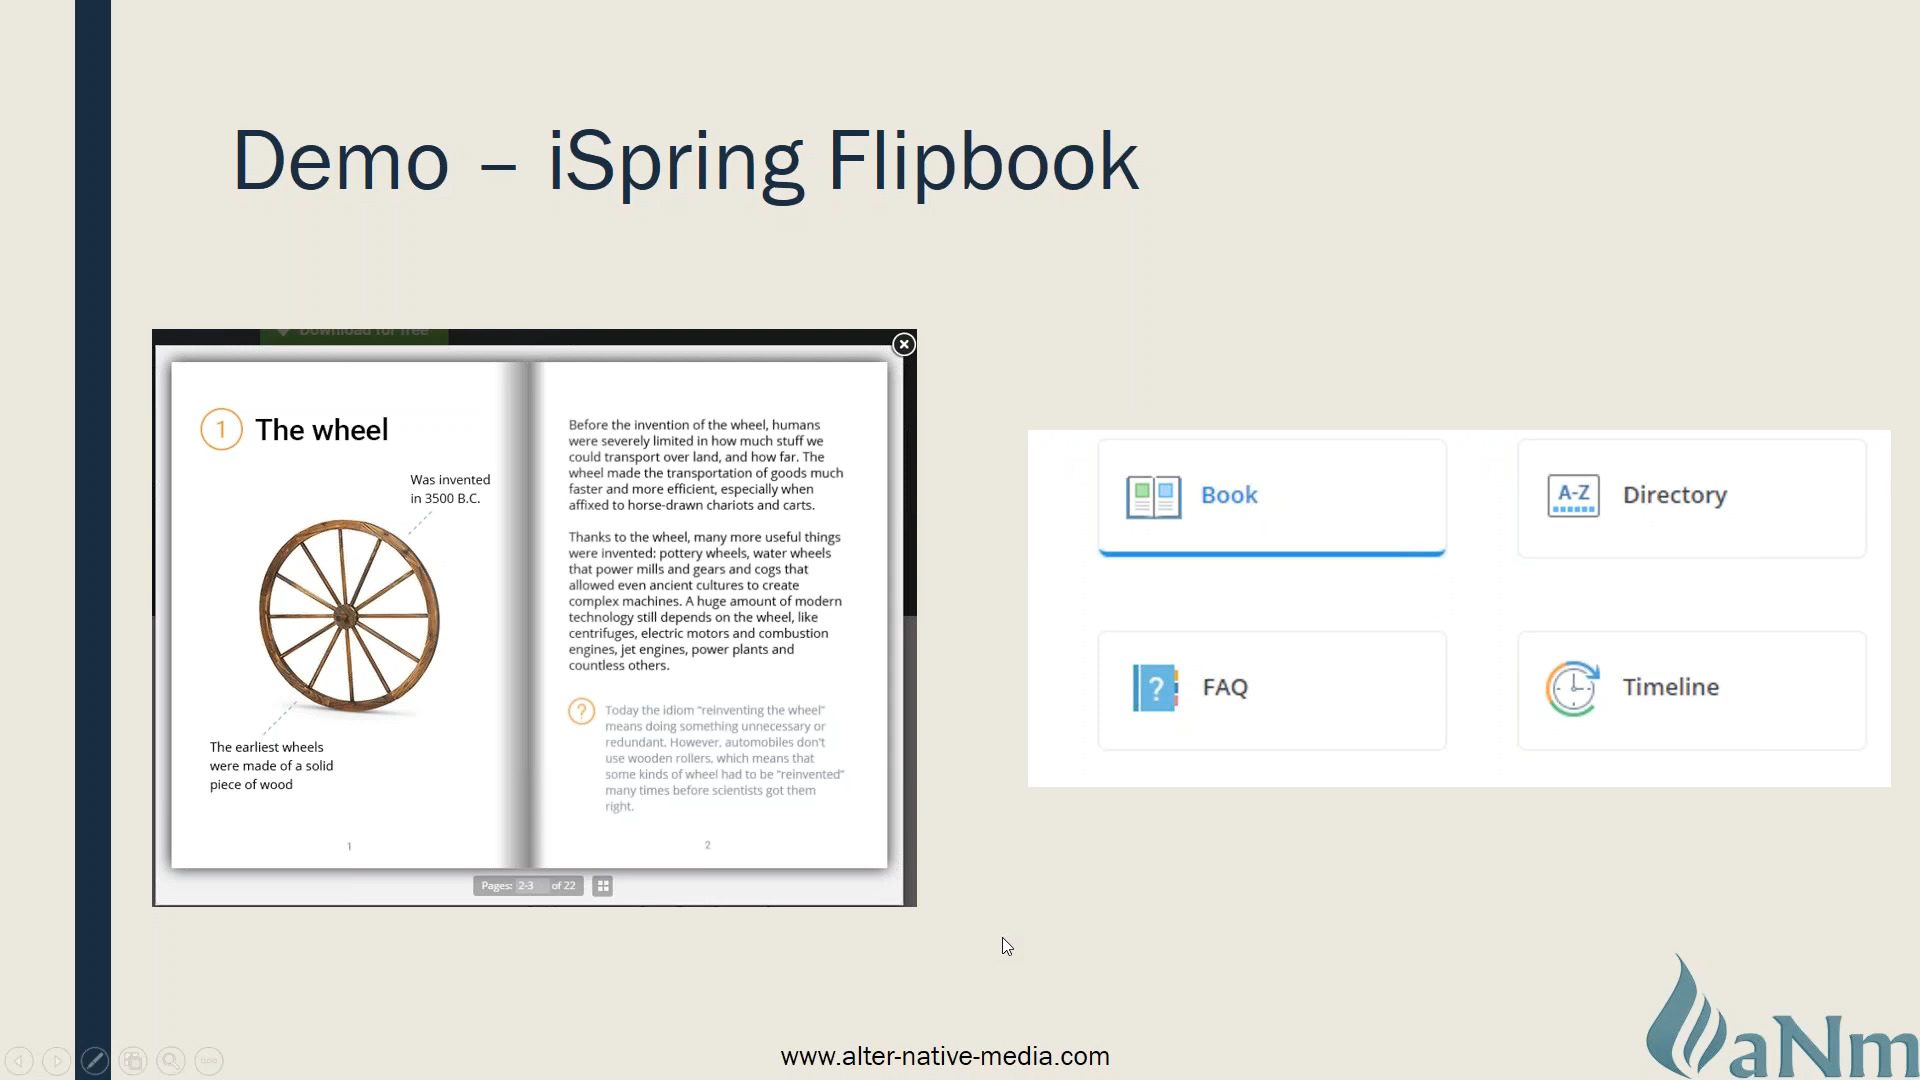 Demo – iSpring Flipbook
Download for free
1 The wheel
Was invented
in 3500 B.C.
The earliest wheels
were made of a solid
piece of wood
1
Before the invention of the wheel, humans
were severely limited in how much stuff we
could transport over land, and how far. The
wheel made the transportation of goods much
faster and more efficient, especially when
affixed to horse-drawn chariots and carts.
Thanks to the wheel, many more useful things
were invented: pottery wheels, water wheels
that power mills and gears and cogs that
allowed even ancient cultures to create
complex machines. A huge amount of modern
technology still depends on the wheel, like
centrifuges, electric motors and combustion
engines, jet engines, power plants and
countless others.
? Today the idiom "reinventing the wheel"
means doing something unnecessary or
redundant. However, automobiles don't
use wooden rollers, which means that
some kinds of wheel had to be "reinvented"
many times before scientists got them
right.
2
Pages: 2-3 of 22
Book
A-Z Directory
? FAQ
Timeline
www.alter-native-media.com
aNm